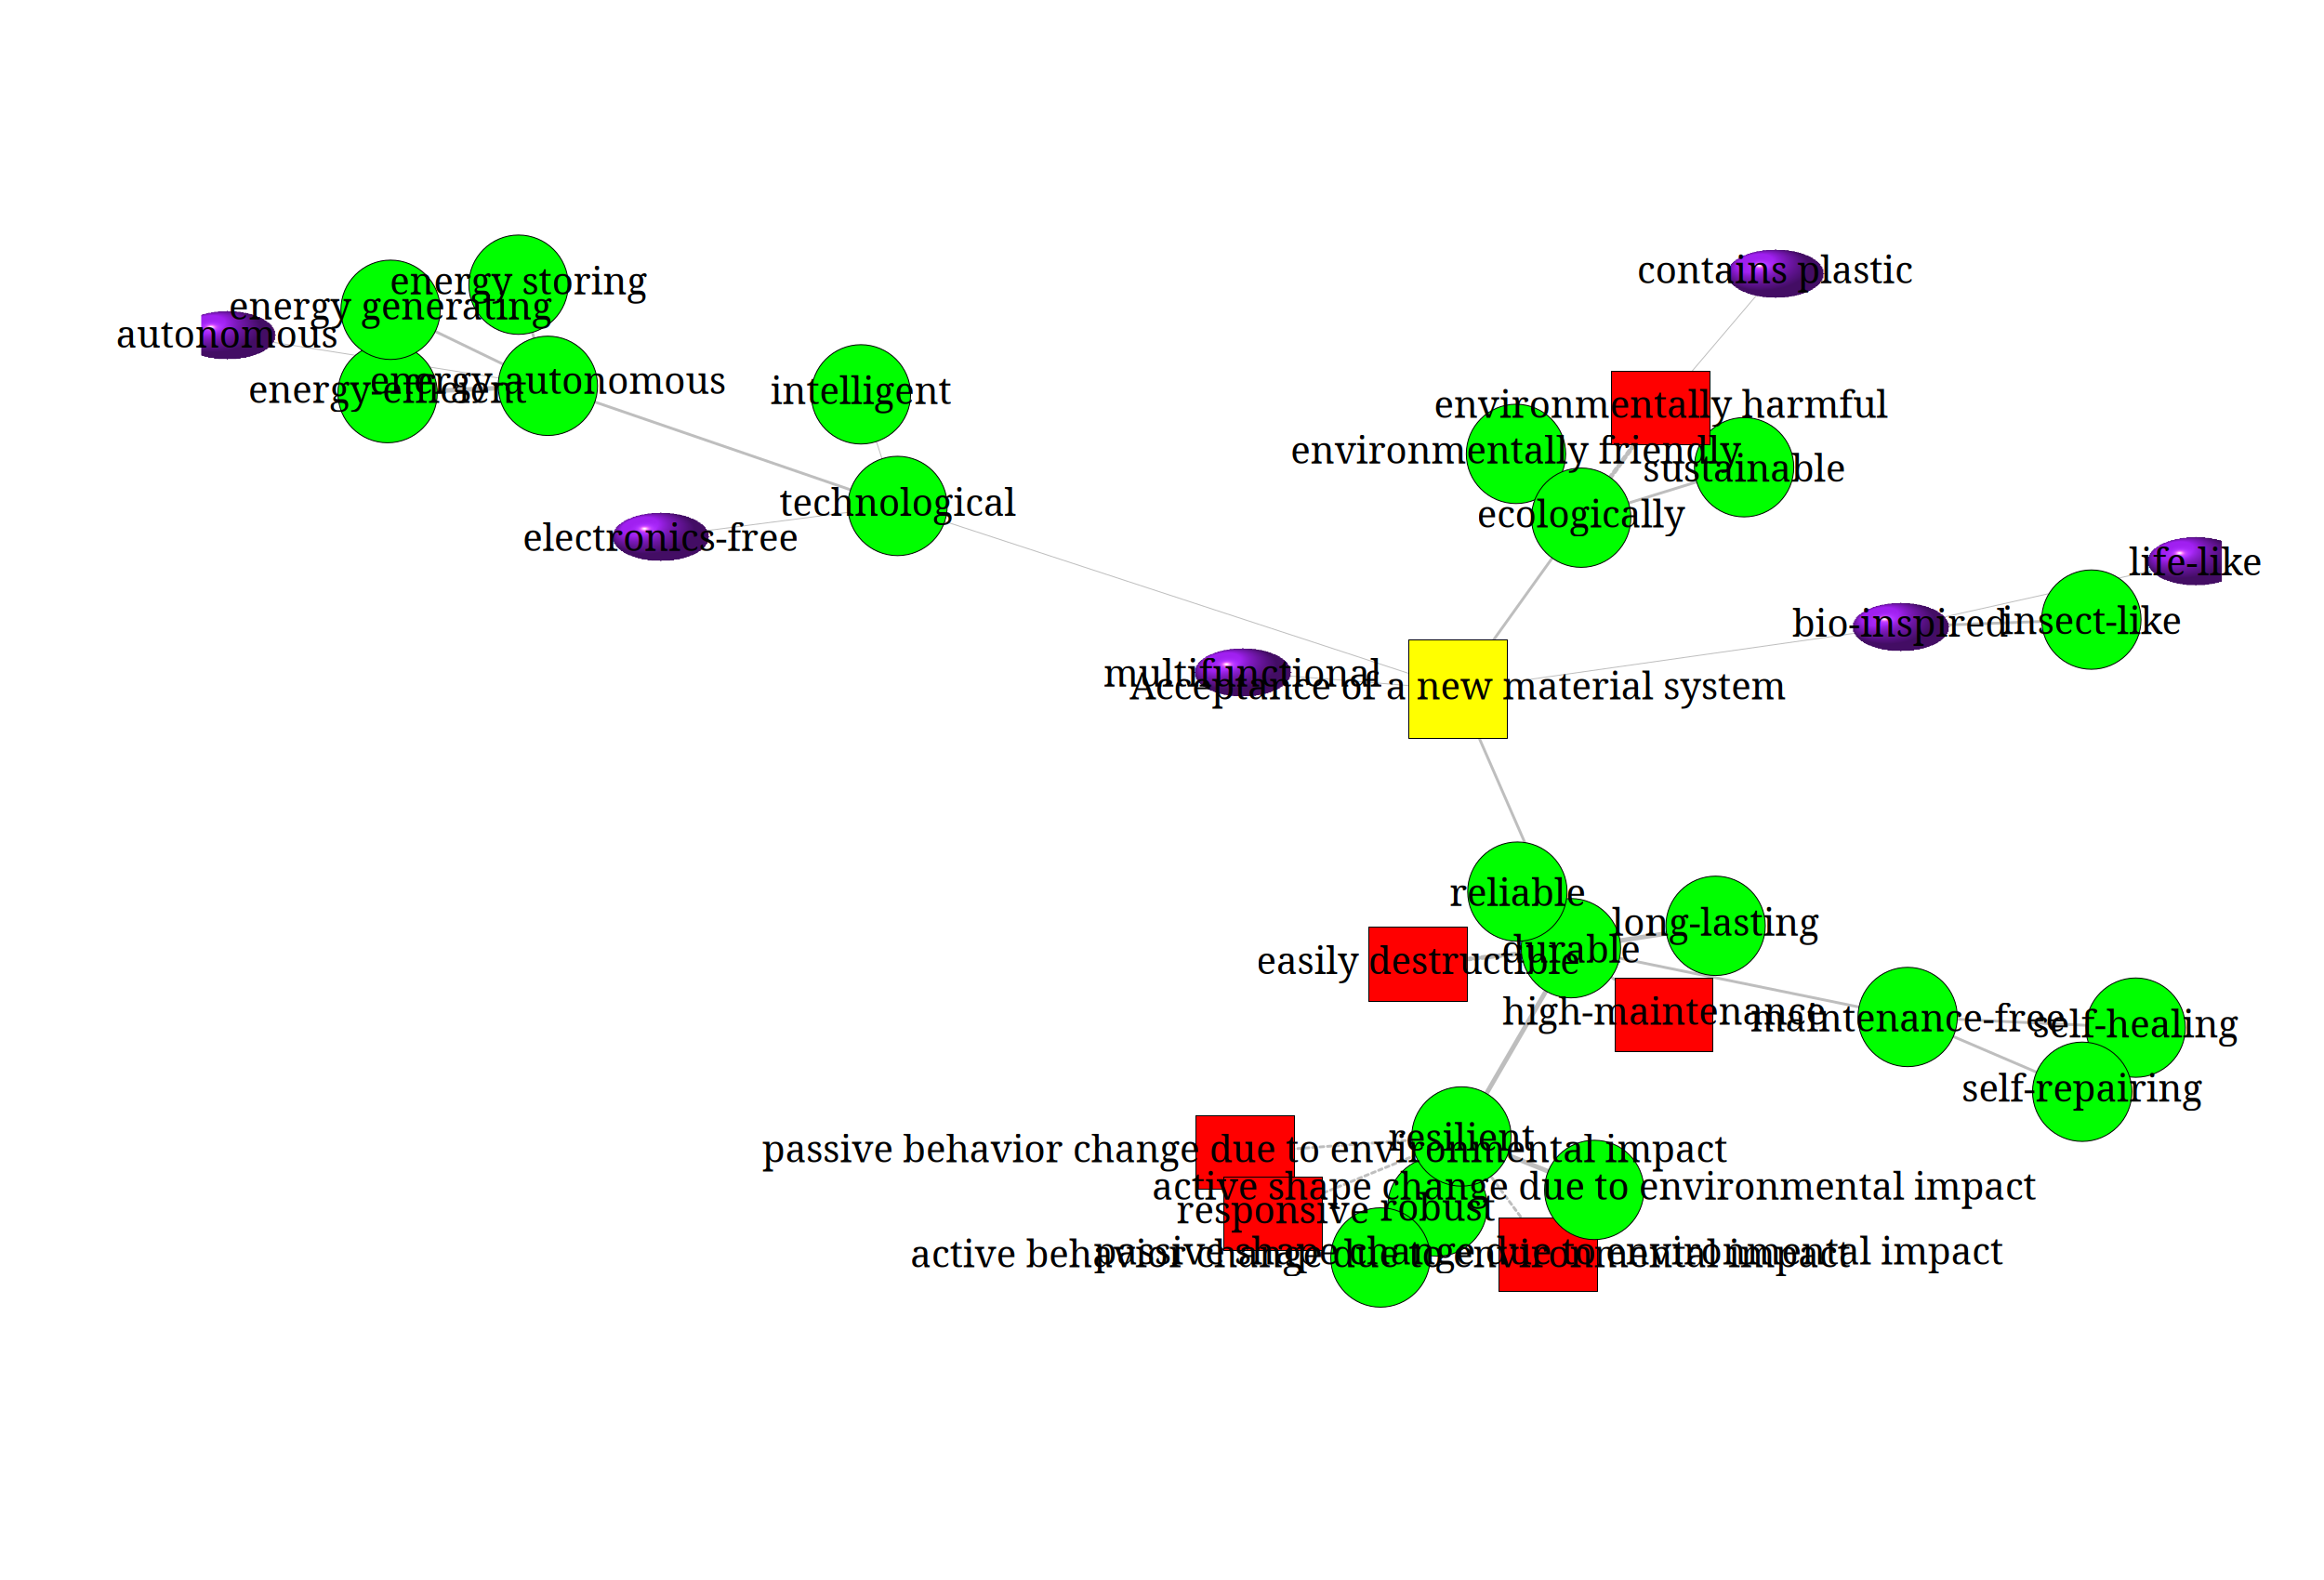 contains plastic
energy storing
energy generating
autonomous
energy-efficient
energy-autonomous
intelligent
environmentally harmful
environmentally friendly
sustainable
technological
ecologically
electronics-free
life-like
bio-inspired
insect-like
multifunctional
Acceptance of a new material system
reliable
long-lasting
durable
easily destructible
high-maintenance
maintenance-free
self-healing
self-repairing
resilient
passive behavior change due to environmental impact
active shape change due to environmental impact
responsive
robust
passive shape change due to environmental impact
active behavior change due to environmental impact